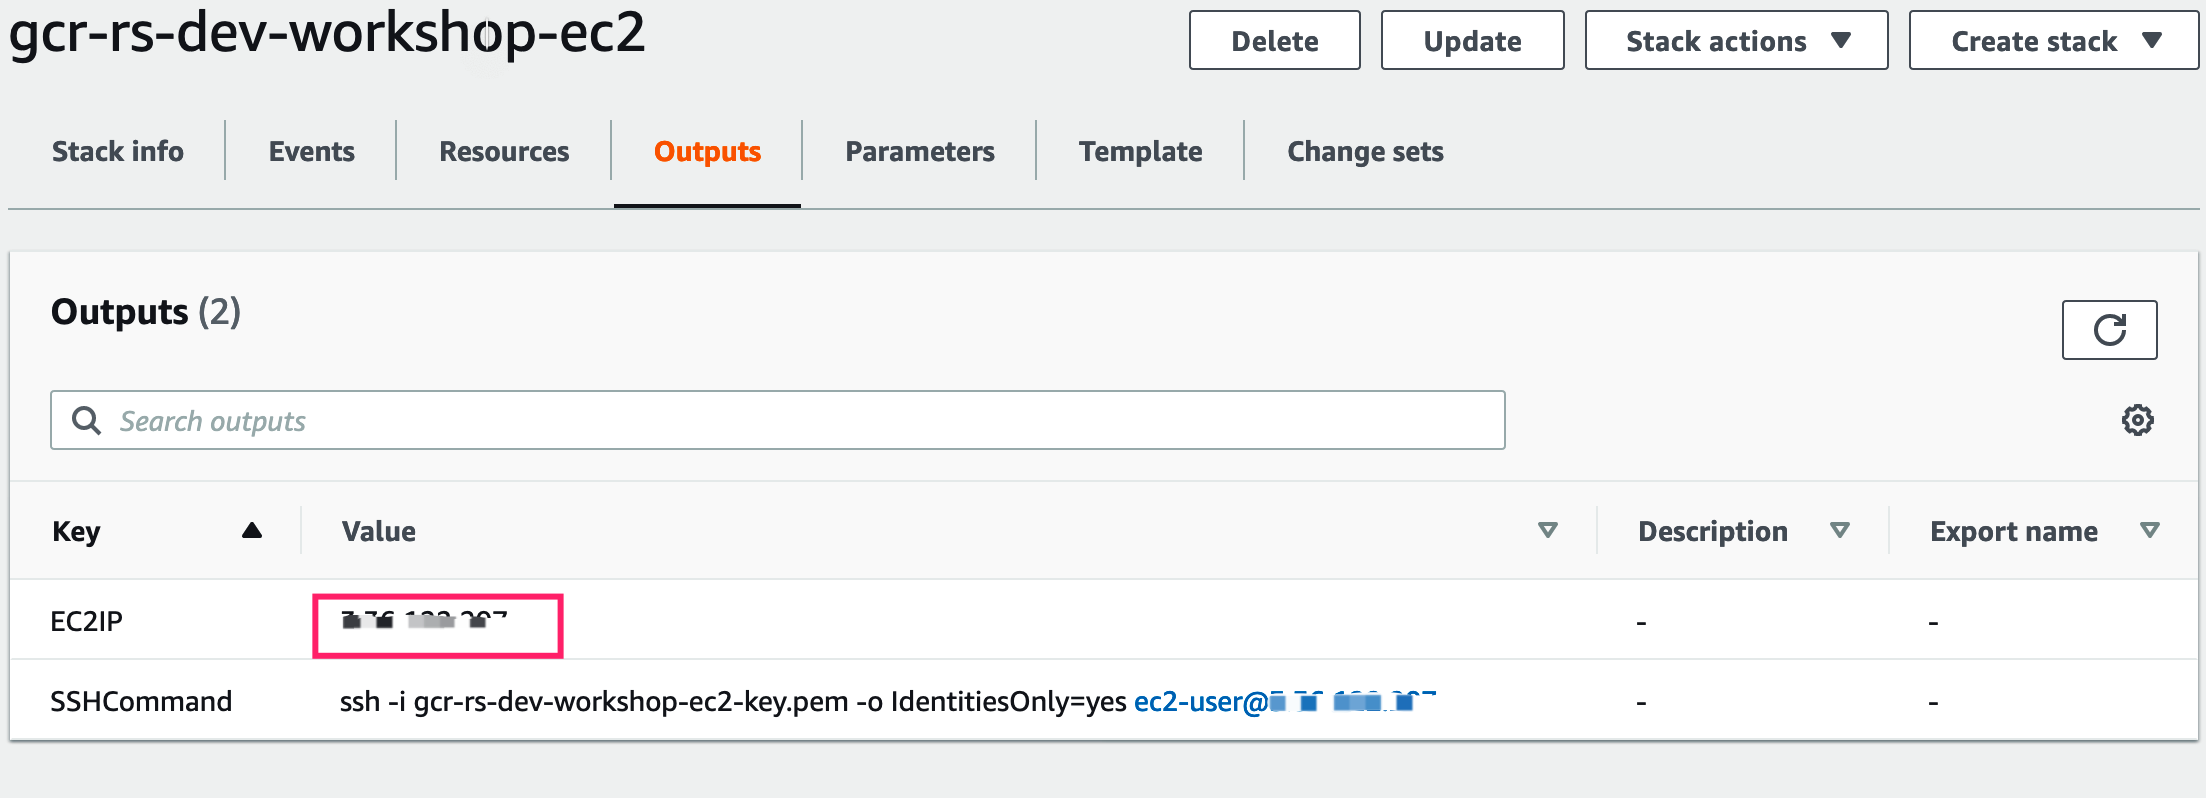 gcr-rs-dev-workshop-ec2
Delete Update Stack actions Create stack
Stack info Events Resources Outputs Parameters Template Change sets
Outputs (2)
Search outputs
Key Value Description Export name
EC2IP - -
SSHCommand ssh -i gcr-rs-dev-workshop-ec2-key.pem -o IdentitiesOnly=yes ec2-user@ - -